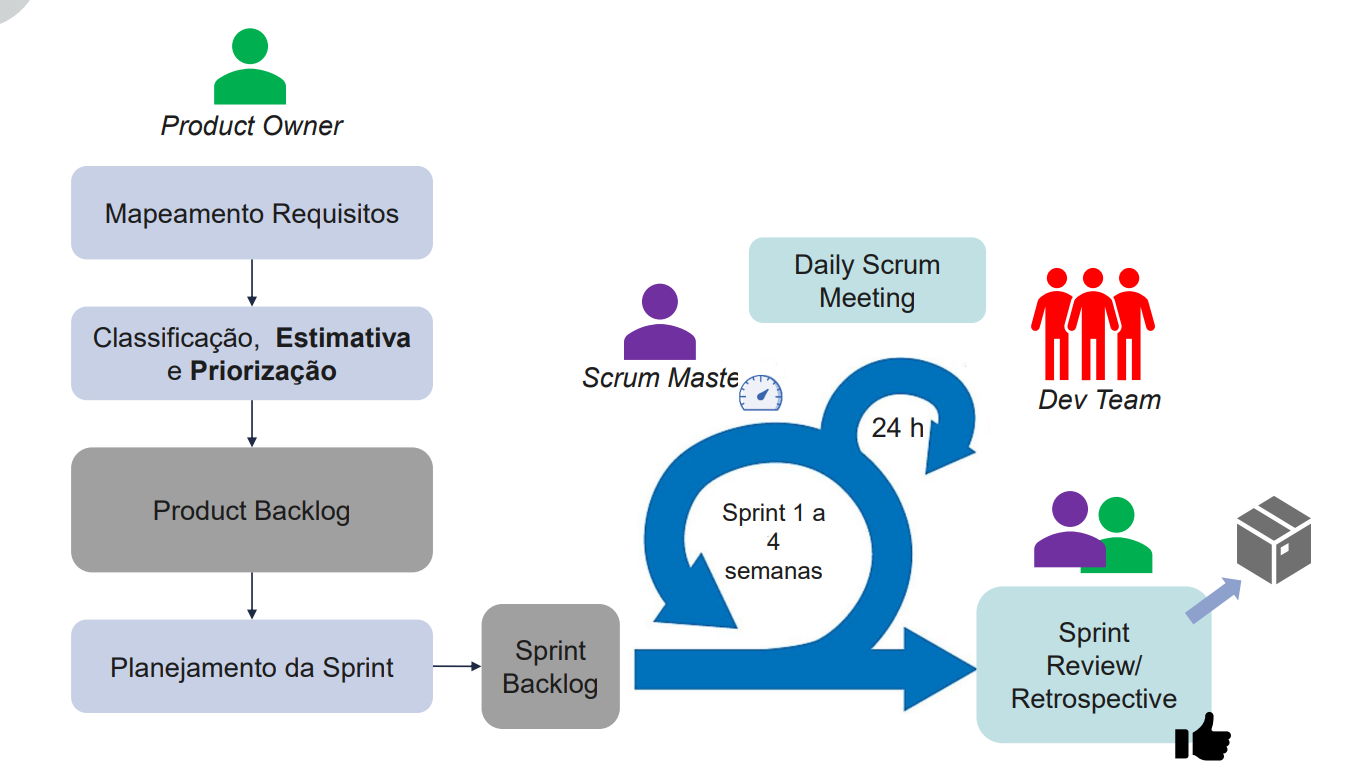 Product Owner
Mapeamento Requisitos
Classificação, Estimativa
e Priorização
Product Backlog
Planejamento da Sprint
Sprint
Backlog
Scrum Maste
Daily Scrum
Meeting
24 h
Sprint 1 a
4
semanas
Dev Team
Sprint
Review/
Retrospective